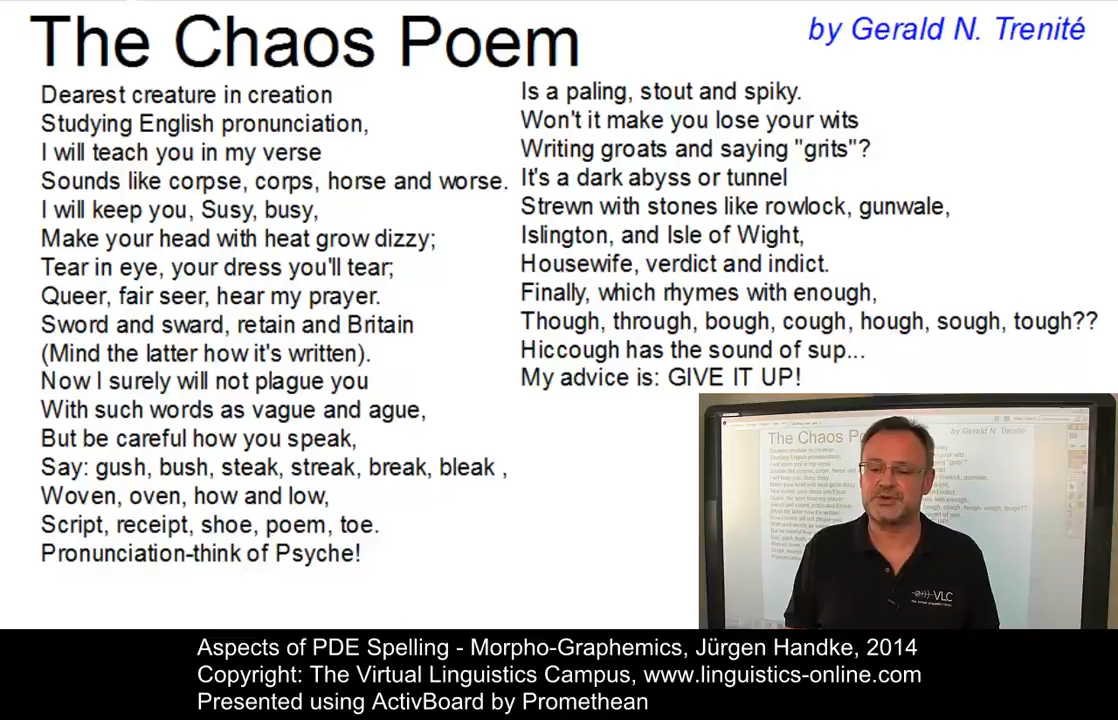 The Chaos Poem
by Gerald N. Trenité
Dearest creature in creation
Studying English pronunciation,
I will teach you in my verse
Sounds like corpse, corps, horse and worse.
I will keep you, Susy, busy,
Make your head with heat grow dizzy;
Tear in eye, your dress you'll tear;
Queer, fair seer, hear my prayer.
Sword and sward, retain and Britain
(Mind the latter how it's written).
Now I surely will not plague you
With such words as vague and ague,
But be careful how you speak,
Say: gush, bush, steak, streak, break, bleak ,
Woven, oven, how and low,
Script, receipt, shoe, poem, toe.
Pronunciation-think of Psyche!
Is a paling, stout and spiky.
Won't it make you lose your wits
Writing groats and saying "grits"?
It's a dark abyss or tunnel
Strewn with stones like rowlock, gunwale,
Islington, and Isle of Wight,
Housewife, verdict and indict.
Finally, which rhymes with enough,
Though, through, bough, cough, hough, sough, tough??
Hiccough has the sound of sup...
My advice is: GIVE IT UP!
The Chaos
by Gerald N. Trenité
VLC
Aspects of PDE Spelling - Morpho-Graphemics, Jürgen Handke, 2014
Copyright: The Virtual Linguistics Campus, www.linguistics-online.com
Presented using ActivBoard by Promethean